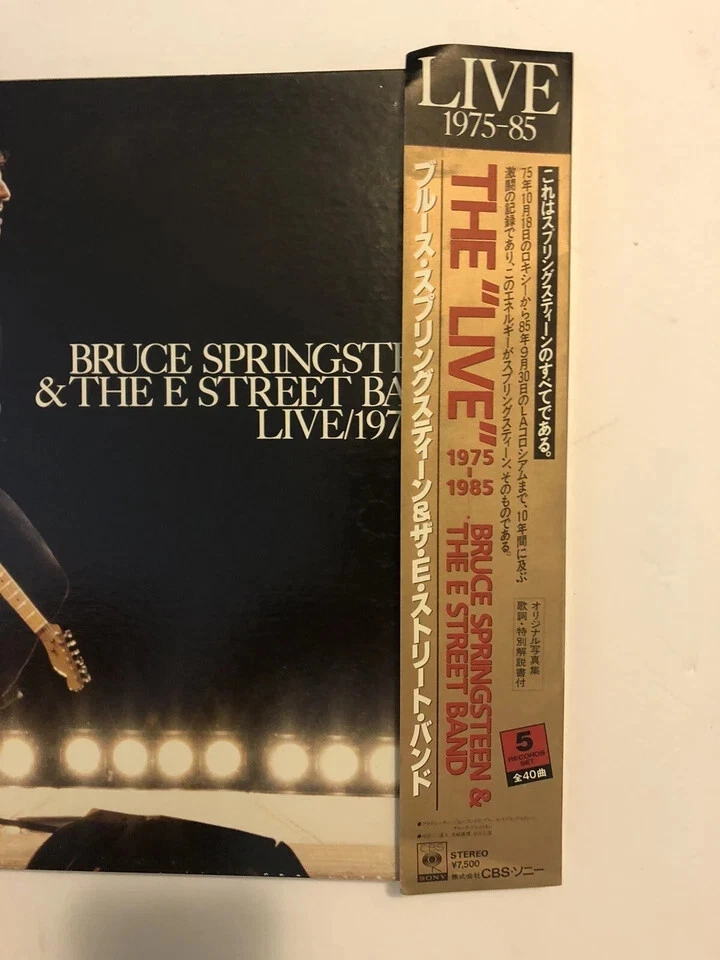 BRUCE SPRINGST
& THE E STREET BA
LIVE/197
LIVE
1975-85
これはスプリングスティーンのすべてである。
75年10月18日のロキシーから85年9月30日のLAコロシアムまで、10年間に及ぶ
激闘の記録であり、このエネルギーがスプリングスティーン、そのものである。
THE "LIVE"
1975-1985
BRUCE SPRINGSTEEN &
THE E STREET BAND
ブルース・スプリングスティーン&ザ・E・ストリート・バンド
オリジナル写真集
歌詞・特別解説書付
5
RECORDS
SET
全40曲
CBS
SONY
STEREO
¥7,500
株式会社CBS・ソニー